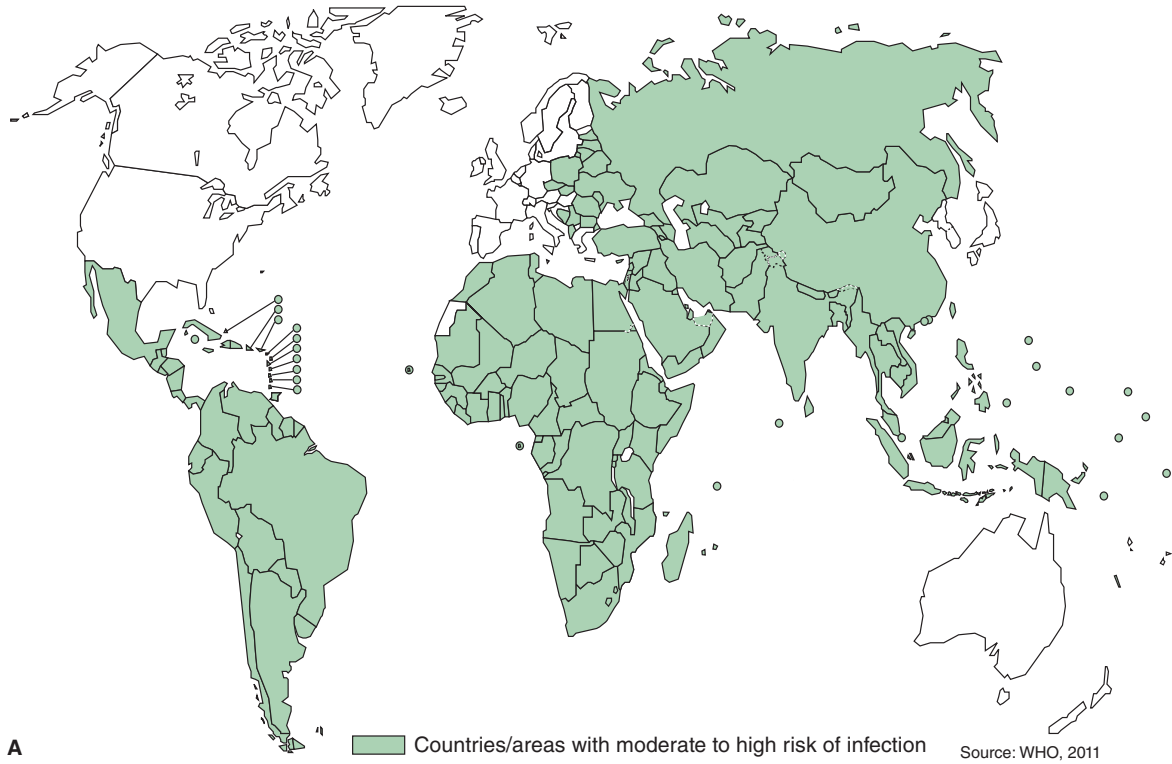 A
Countries/areas with moderate to high risk of infection
Source: WHO, 2011